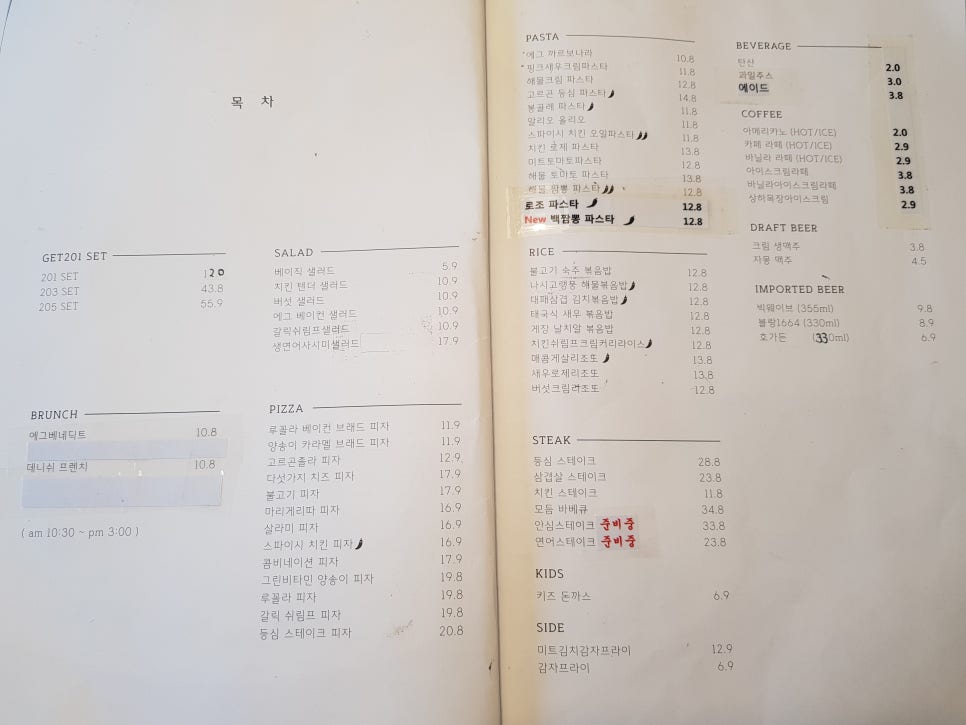 목 차
GET201 SET
201 SET 120
203 SET 43.8
205 SET 55.9
SALAD
베이직 샐러드 5.9
치킨 텐더 샐러드 10.9
버섯 샐러드 10.9
에그 베이컨 샐러드 10.9
갈릭쉬림프샐러드 10.9
생연어사시미샐러드 17.9
BRUNCH
에그베네딕트 10.8
데니쉬 프렌치 10.8
( am 10:30 ~ pm 3:00 )
PIZZA
루꼴라 베이컨 브래드 피자 11.9
양송이 카라멜 브래드 피자 11.9
고르곤졸라 피자 12.9
다섯가지 치즈 피자 17.9
불고기 피자 17.9
마리게리따 피자 16.9
살라미 피자 16.9
스파이시 치킨 피자 16.9
콤비네이션 피자 17.9
그린비타민 양송이 피자 19.8
루꼴라 피자 19.8
갈릭 쉬림프 피자 19.8
등심 스테이크 피자 20.8
PASTA
에그 까르보나라 10.8
핑크새우크림파스타 11.8
해물크림 파스타 12.8
고르곤 등심 파스타 14.8
봉골레 파스타 11.8
알리오 올리오 11.8
스파이시 치킨 오일파스타 11.8
치킨 로제 파스타 13.8
미트토마토파스타 12.8
해물 토마토 파스타 13.8
해물 짬뽕 파스타 12.8
로조 파스타 12.8
New 백짬뽕 파스타 12.8
RICE
불고기 숙주 볶음밥 12.8
나시고랭풍 해물볶음밥 12.8
대패삼겹 김치볶음밥 12.8
태국식 새우 볶음밥 12.8
게장 날치알 볶음밥 12.8
치킨쉬림프크림커리라이스 12.8
매콤게살리조또 13.8
새우로제리조또 13.8
버섯크림리조또 12.8
STEAK
등심 스테이크 28.8
삼겹살 스테이크 23.8
치킨 스테이크 11.8
모듬 바베큐 34.8
안심스테이크 준비중 33.8
연어스테이크 준비중 23.8
KIDS
키즈 돈까스 6.9
SIDE
미트김치감자프라이 12.9
감자프라이 6.9
BEVERAGE
탄산 2.0
과일주스 3.0
에이드 3.8
COFFEE
아메리카노 (HOT/ICE) 2.0
카페 라떼 (HOT/ICE) 2.9
바닐라 라떼 (HOT/ICE) 2.9
아이스크림라떼 3.8
바닐라아이스크림라떼 3.8
상하목장아이스크림 2.9
DRAFT BEER
크림 생맥주 3.8
자몽 맥주 4.5
IMPORTED BEER
빅웨이브 (355ml) 9.8
블랑1664 (330ml) 8.9
호가든 (330ml) 6.9